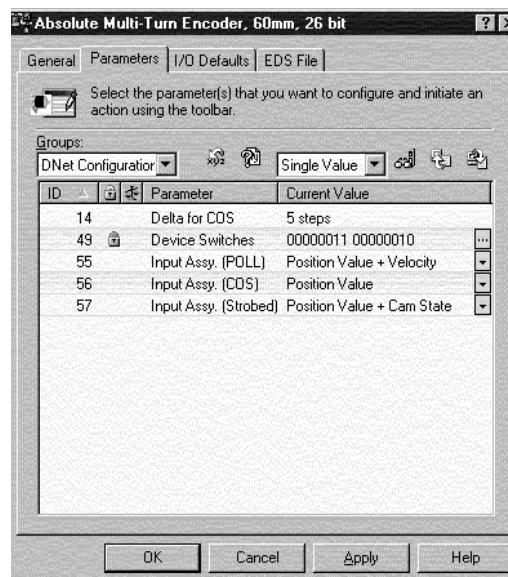 Absolute Multi-Turn Encoder, 60mm, 26 bit
General Parameters I/O Defaults EDS File
Select the parameter(s) that you want to configure and initiate an
action using the toolbar.
Groups:
DNet Configuration Single Value
ID Parameter Current Value
14 Delta for COS 5 steps
49 Device Switches 00000011 00000010 ...
55 Input Assy. (POLL) Position Value + Velocity
56 Input Assy. (COS) Position Value
57 Input Assy. (Strobed) Position Value + Cam State
OK Cancel Apply Help